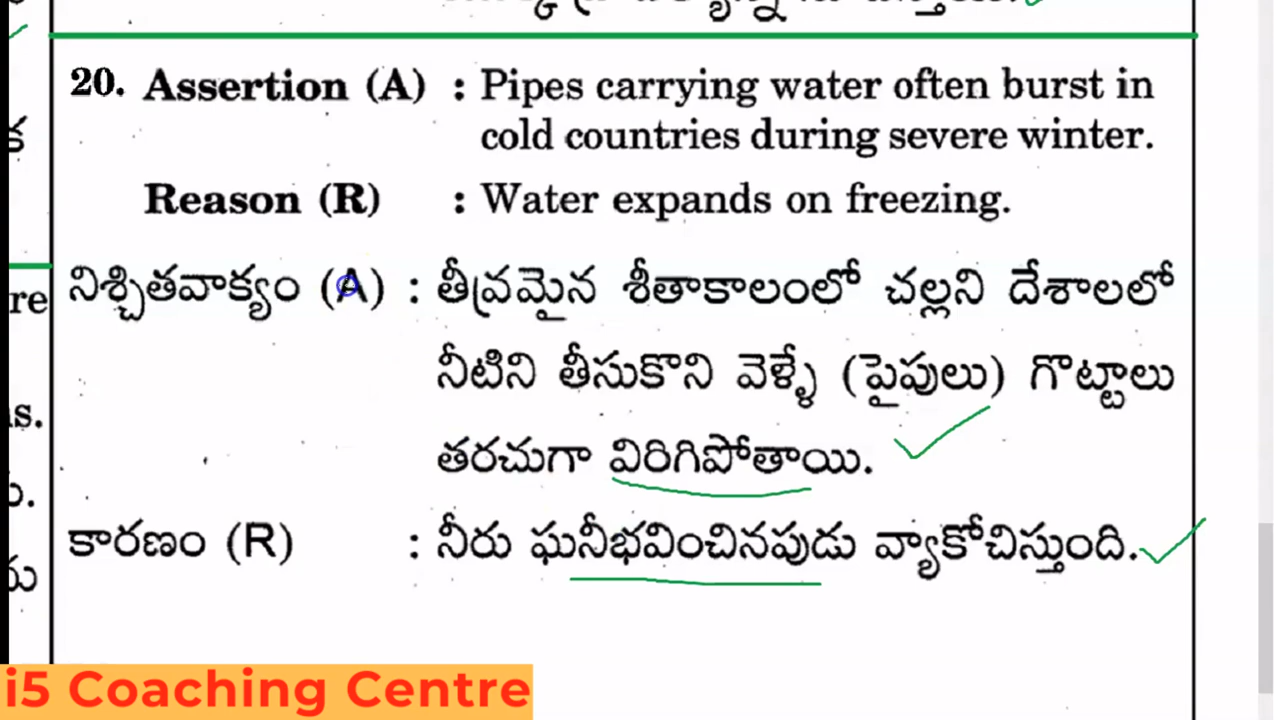 20. Assertion (A) : Pipes carrying water often burst in
cold countries during severe winter.
Reason (R) : Water expands on freezing.
నిశ్చితవాక్యం (A) : తీవ్రమైన శీతాకాలంలో చల్లని దేశాలలో
నీటిని తీసుకొని వెళ్ళే (పైపులు) గొట్టాలు
తరచుగా విరిగిపోతాయి.
కారణం (R) : నీరు ఘనీభవించినపుడు వ్యాకోచిస్తుంది.
re
s.
i5 Coaching Centre